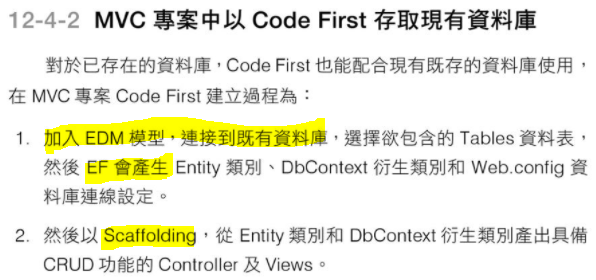 12-4-2 MVC 專案中以 Code First 存取現有資料庫
對於已存在的資料庫，Code First 也能配合現有既存的資料庫使用，
在 MVC 專案 Code First 建立過程為：
1. 加入 EDM 模型，連接到既有資料庫，選擇欲包含的 Tables 資料表，
然後 EF 會產生 Entity 類別、DbContext 衍生類別和 Web.config 資
料庫連線設定。
2. 然後以 Scaffolding，從 Entity 類別和 DbContext 衍生類別產出具備
CRUD 功能的 Controller 及 Views。